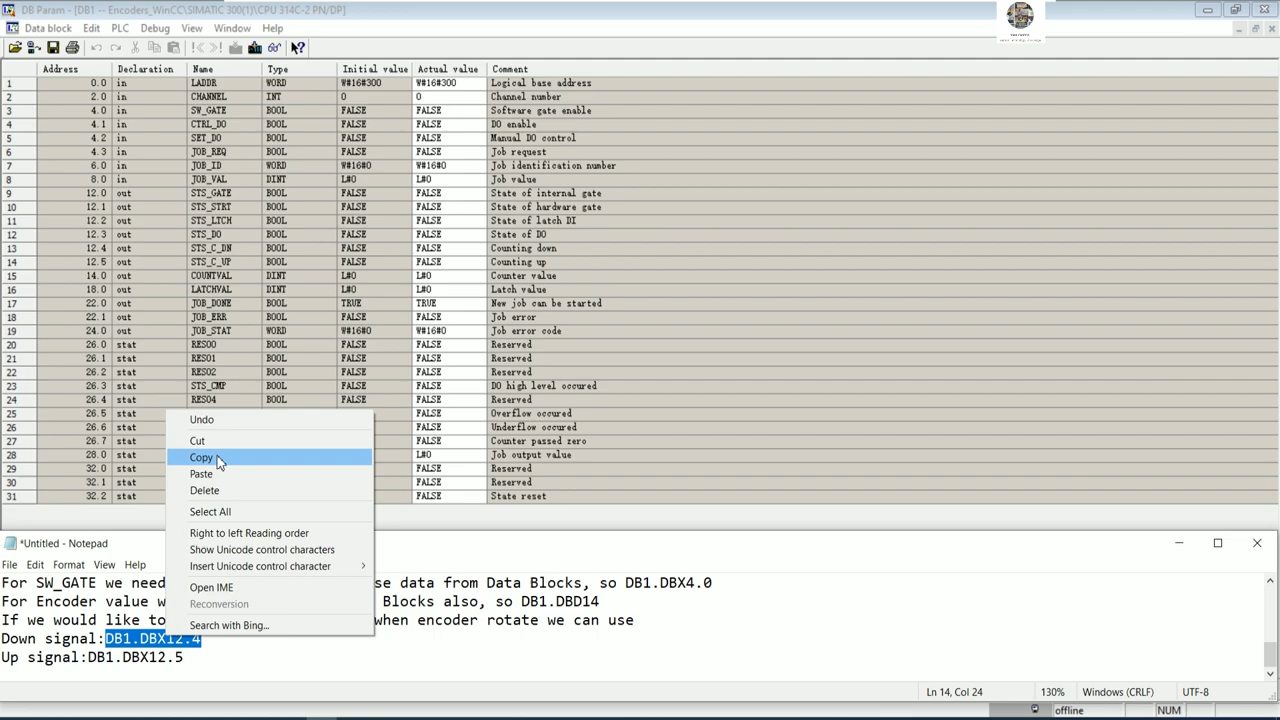 DB Param - [DB1 -- Encoders_WinCC\SIMATIC 300(1)\CPU 314C-2 PN/DP]
Data block Edit PLC Debug View Window Help
Address Declaration Name Type Initial value Actual value Comment
1 0.0 in LADDR WORD W#16#300 W#16#300 Logical base address
2 2.0 in CHANNEL INT 0 0 Channel number
3 4.0 in SW_GATE BOOL FALSE FALSE Software gate enable
4 4.1 in CTRL_DO BOOL FALSE FALSE DO enable
5 4.2 in SET_DO BOOL FALSE FALSE Manual DO control
6 4.3 in JOB_REQ BOOL FALSE FALSE Job request
7 6.0 in JOB_ID WORD W#16#0 W#16#0 Job identification number
8 8.0 in JOB_VAL DINT L#0 L#0 Job value
9 12.0 out STS_GATE BOOL FALSE FALSE State of internal gate
10 12.1 out STS_STRT BOOL FALSE FALSE State of hardware gate
11 12.2 out STS_LTCH BOOL FALSE FALSE State of latch DI
12 12.3 out STS_DO BOOL FALSE FALSE State of DO
13 12.4 out STS_C_DN BOOL FALSE FALSE Counting down
14 12.5 out STS_C_UP BOOL FALSE FALSE Counting up
15 14.0 out COUNTVAL DINT L#0 L#0 Counter value
16 18.0 out LATCHVAL DINT L#0 L#0 Latch value
17 22.0 out JOB_DONE BOOL TRUE TRUE New job can be started
18 22.1 out JOB_ERR BOOL FALSE FALSE Job error
19 24.0 out JOB_STAT WORD W#16#0 W#16#0 Job error code
20 26.0 stat RES00 BOOL FALSE FALSE Reserved
21 26.1 stat RES01 BOOL FALSE FALSE Reserved
22 26.2 stat RES02 BOOL FALSE FALSE Reserved
23 26.3 stat STS_CMP BOOL FALSE FALSE DO high level occured
24 26.4 stat RES04 BOOL FALSE FALSE Reserved
25 26.5 stat FALSE Overflow occured
26 26.6 stat FALSE Underflow occured
27 26.7 stat FALSE Counter passed zero
28 28.0 stat L#0 Job output value
29 32.0 stat FALSE Reserved
30 32.1 stat FALSE Reserved
31 32.2 stat FALSE State reset
Undo
Cut
Copy
Paste
Delete
Select All
Right to left Reading order
Show Unicode control characters
Insert Unicode control character
Open IME
Reconversion
Search with Bing...
*Untitled - Notepad
File Edit Format View Help
For SW_GATE we need se data from Data Blocks, so DB1.DBX4.0
For Encoder value w Blocks also, so DB1.DBD14
If we would like to when encoder rotate we can use
Down signal:DB1.DBX12.4
Up signal:DB1.DBX12.5
Ln 14, Col 24 130% Windows (CRLF) UTF-8
offline NUM